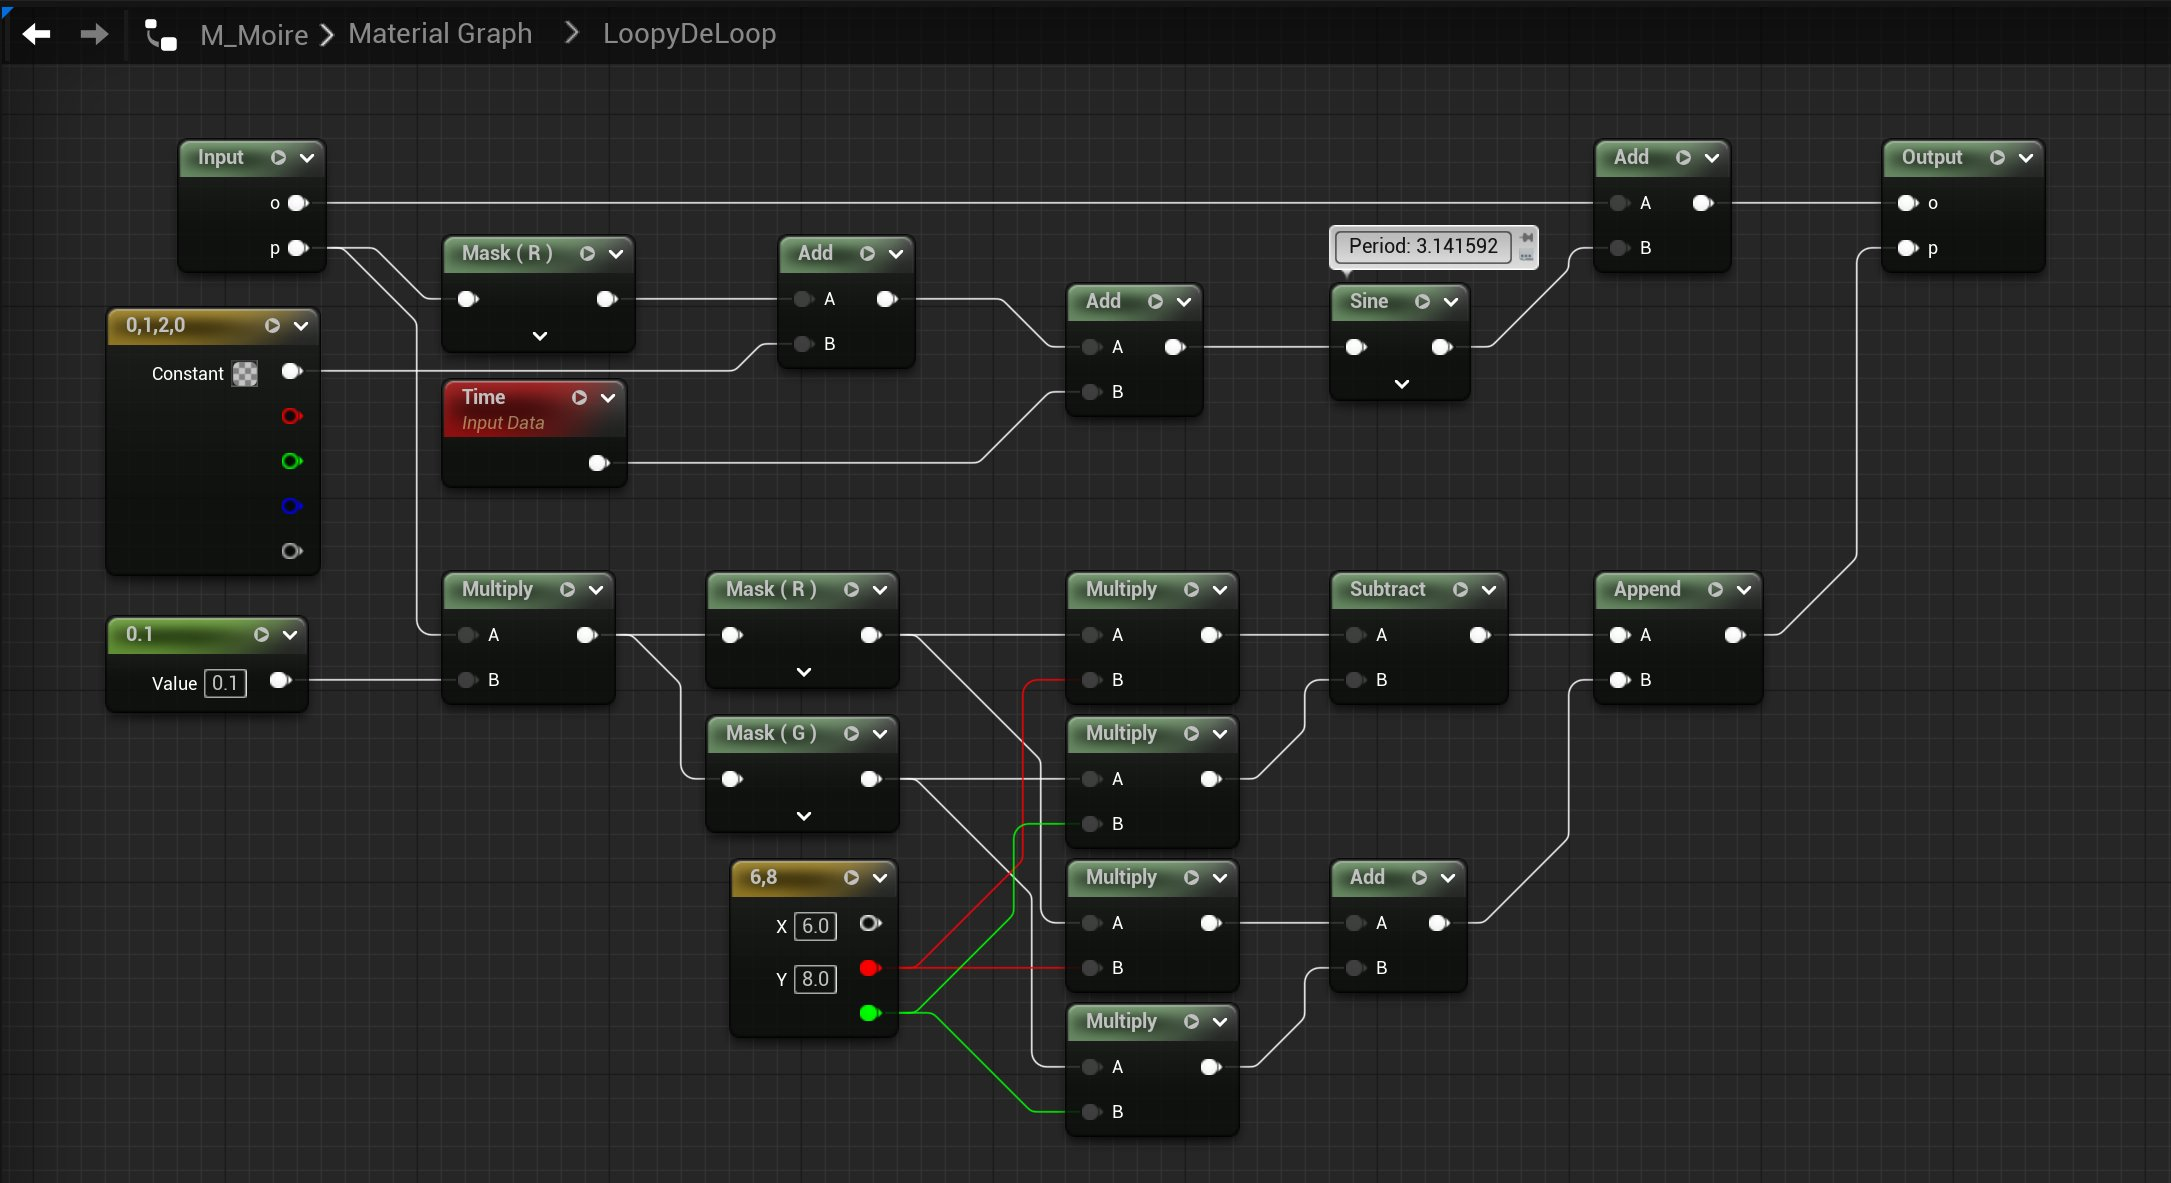 M_Moire > Material Graph > LoopyDeLoop
Input
o
p
0,1,2,0
Constant
0.1
Value 0.1
Mask ( R )
Time
Input Data
Add
A
B
Add
A
B
Period: 3.141592
Sine
Add
A
B
Output
o
p
Multiply
A
B
Mask ( R )
Mask ( G )
6,8
X 6.0
Y 8.0
Multiply
A
B
Multiply
A
B
Multiply
A
B
Multiply
A
B
Subtract
A
B
Add
A
B
Append
A
B